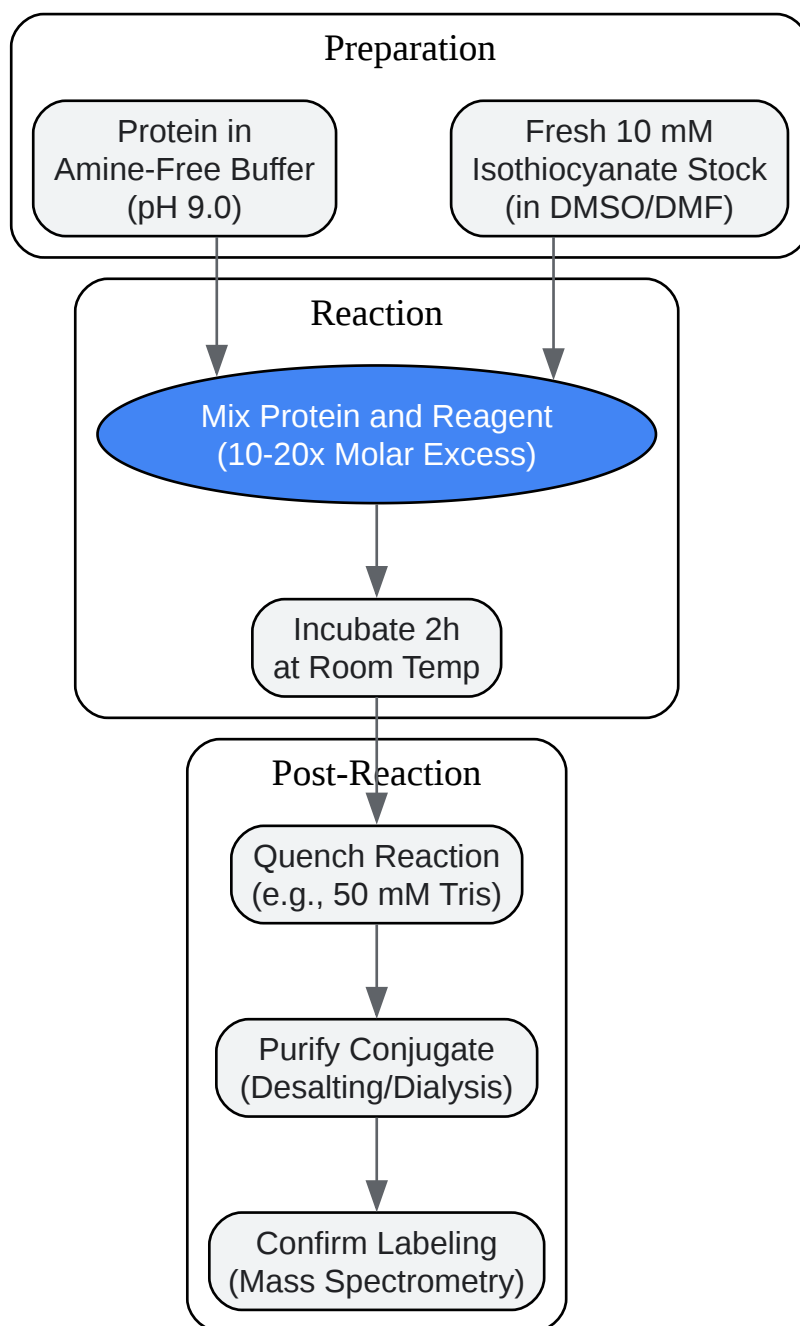 Preparation
Protein in
Amine-Free Buffer
(pH 9.0)
Fresh 10 mM
Isothiocyanate Stock
(in DMSO/DMF)
Reaction
Mix Protein and Reagent
(10-20x Molar Excess)
Incubate 2h
at Room Temp
Post-Reaction
Quench Reaction
(e.g., 50 mM Tris)
Purify Conjugate
(Desalting/Dialysis)
Confirm Labeling
(Mass Spectrometry)